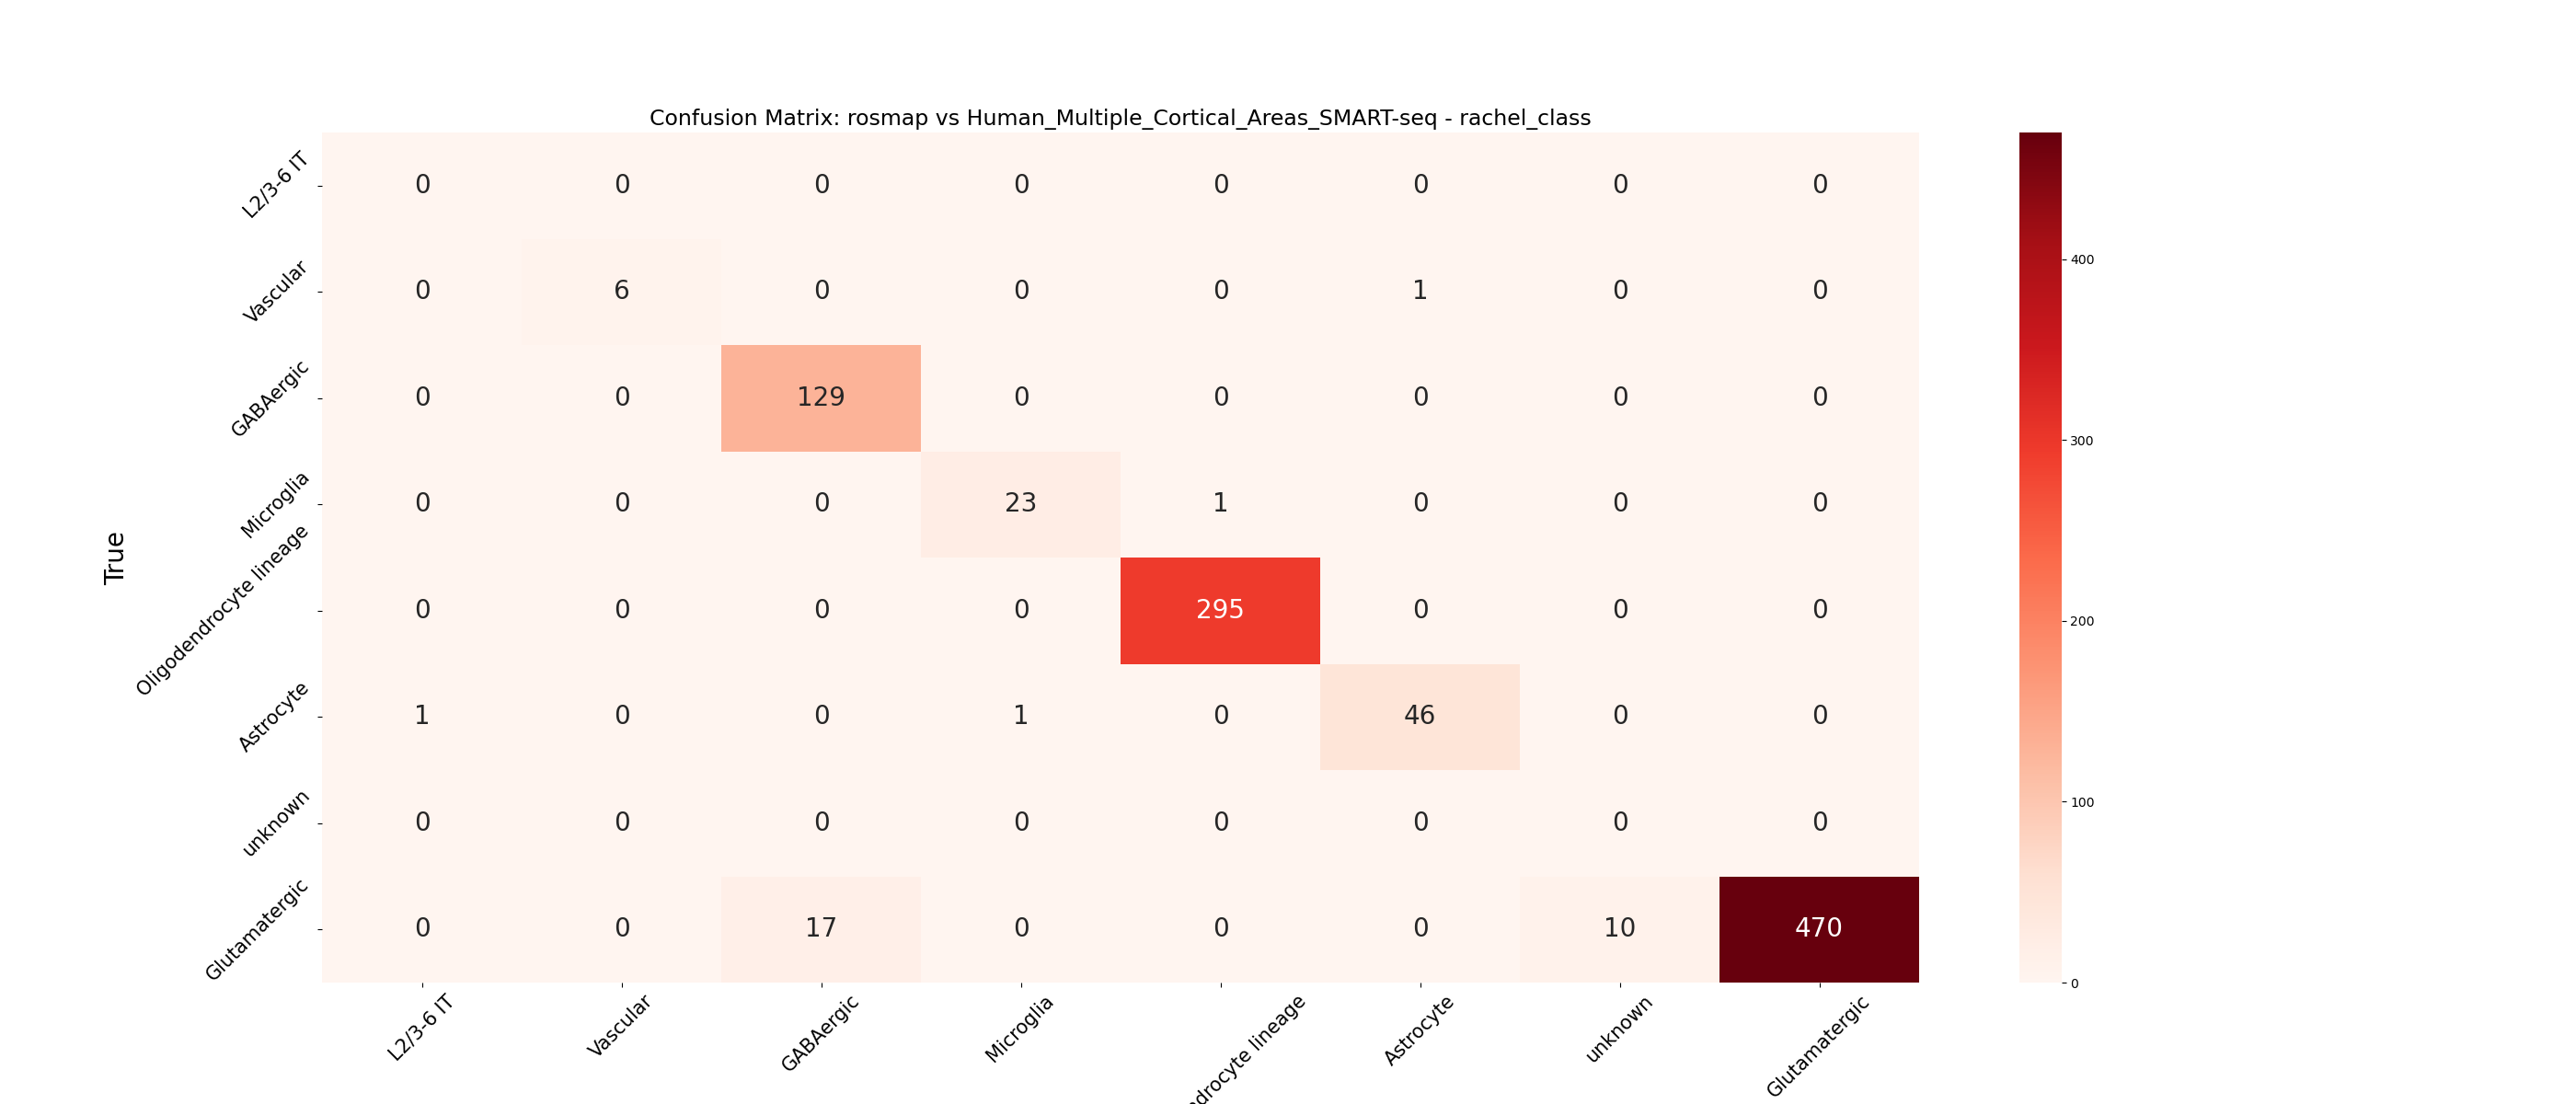 Confusion Matrix: rosmap vs Human_Multiple_Cortical_Areas_SMART-seq - rachel_class
True
L2/3-6 IT 0 0 0 0 0 0 0 0
Vascular 0 6 0 0 0 1 0 0
GABAergic 0 0 129 0 0 0 0 0
Microglia 0 0 0 23 1 0 0 0
Oligodendrocyte lineage 0 0 0 0 295 0 0 0
Astrocyte 1 0 0 1 0 46 0 0
unknown 0 0 0 0 0 0 0 0
Glutamatergic 0 0 17 0 0 0 10 470
L2/3-6 IT Vascular GABAergic Microglia ndrocyte lineage Astrocyte unknown Glutamatergic
400
300
200
100
0